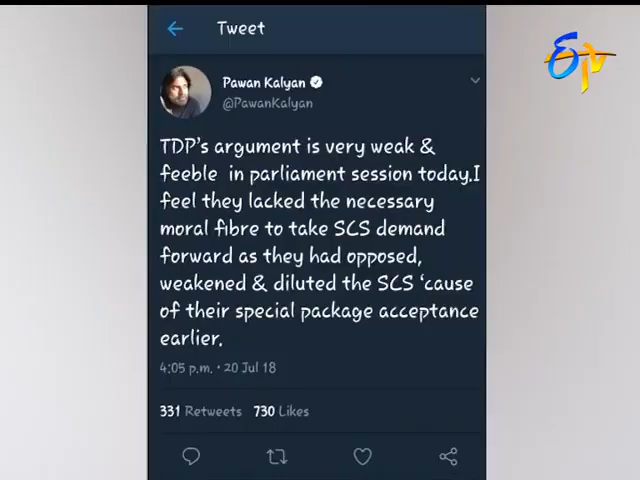 Tweet
Pawan Kalyan
@PawanKalyan
TDP's argument is very weak &
feeble in parliament session today.I
feel they lacked the necessary
moral fibre to take SCS demand
forward as they had opposed,
weakened & diluted the SCS ‘cause
of their special package acceptance
earlier.
4:05 p.m. • 20 Jul 18
331 Retweets 730 Likes
ETV